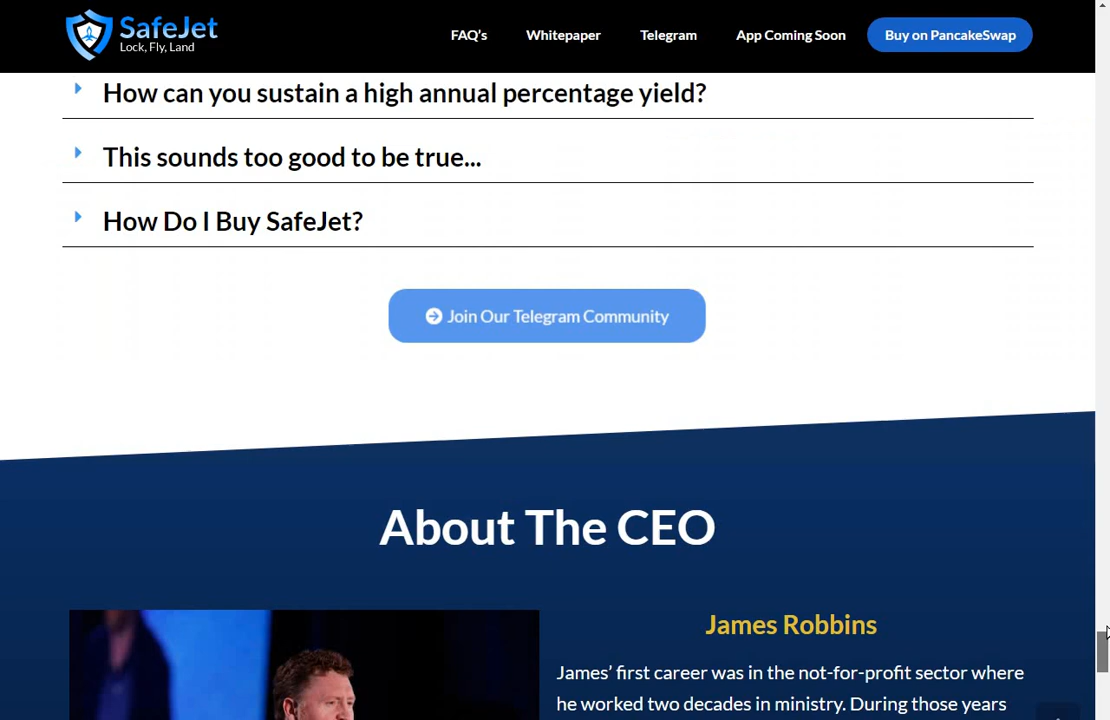 SafeJet
Lock, Fly, Land
FAQ's Whitepaper Telegram App Coming Soon Buy on PancakeSwap
How can you sustain a high annual percentage yield?
This sounds too good to be true...
How Do I Buy SafeJet?
Join Our Telegram Community
About The CEO
James Robbins
James’ first career was in the not-for-profit sector where
he worked two decades in ministry. During those years